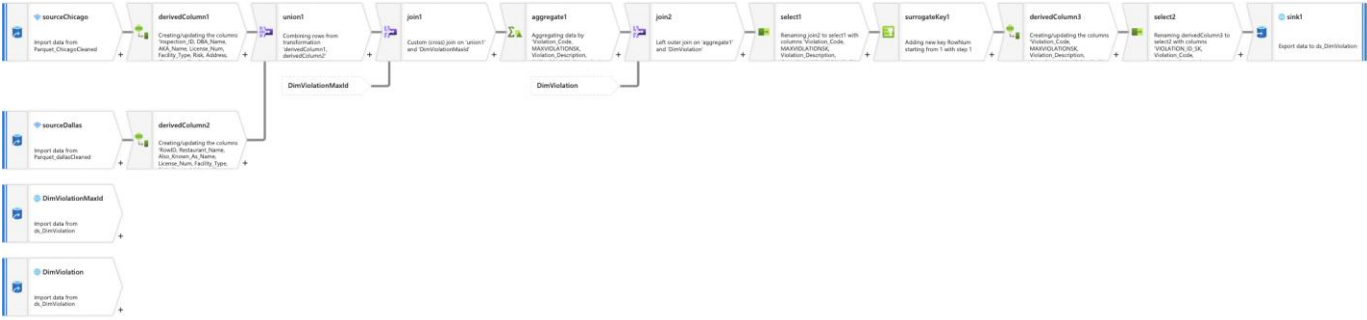 sourceChicago
Import data from
Parquet_ChicagoCleaned
+
derivedColumn1
Creating/updating the columns
'Inspection_ID, DBA_Name,
AKA_Name, License_Num,
Facility_Type, Risk, Address,
+
union1
Combining rows from
transformation
'derivedColumn1,
derivedColumn2'
+
join1
Custom (cross) join on 'union1'
and 'DimViolationMaxId'
+
aggregate1
Aggregating data by
'Violation_Code,
MAXVIOLATIONSK,
Violation_Description,
+
join2
Left outer join on 'aggregate1'
and 'DimViolation'
+
select1
Renaming join2 to select1 with
columns 'Violation_Code,
MAXVIOLATIONSK,
Violation_Description,
+
surrogateKey1
Adding new key RowNum
starting from 1 with step 1
+
derivedColumn3
Creating/updating the columns
'Violation_Code,
MAXVIOLATIONSK,
Violation_Description,
+
select2
Renaming derivedColumn3 to
select2 with columns
'VIOLATION_ID_SK,
Violation_Code,
+
sink1
Export data to ds_DimViolation
DimViolationMaxId
DimViolation
sourceDallas
Import data from
Parquet_dallasCleaned
+
derivedColumn2
Creating/updating the columns
'RowID, Restaurant_Name,
Also_Known_As_Name,
License_Num, Facility_Type,
+
DimViolationMaxId
Import data from
ds_DimViolation
+
DimViolation
Import data from
ds_DimViolation
+